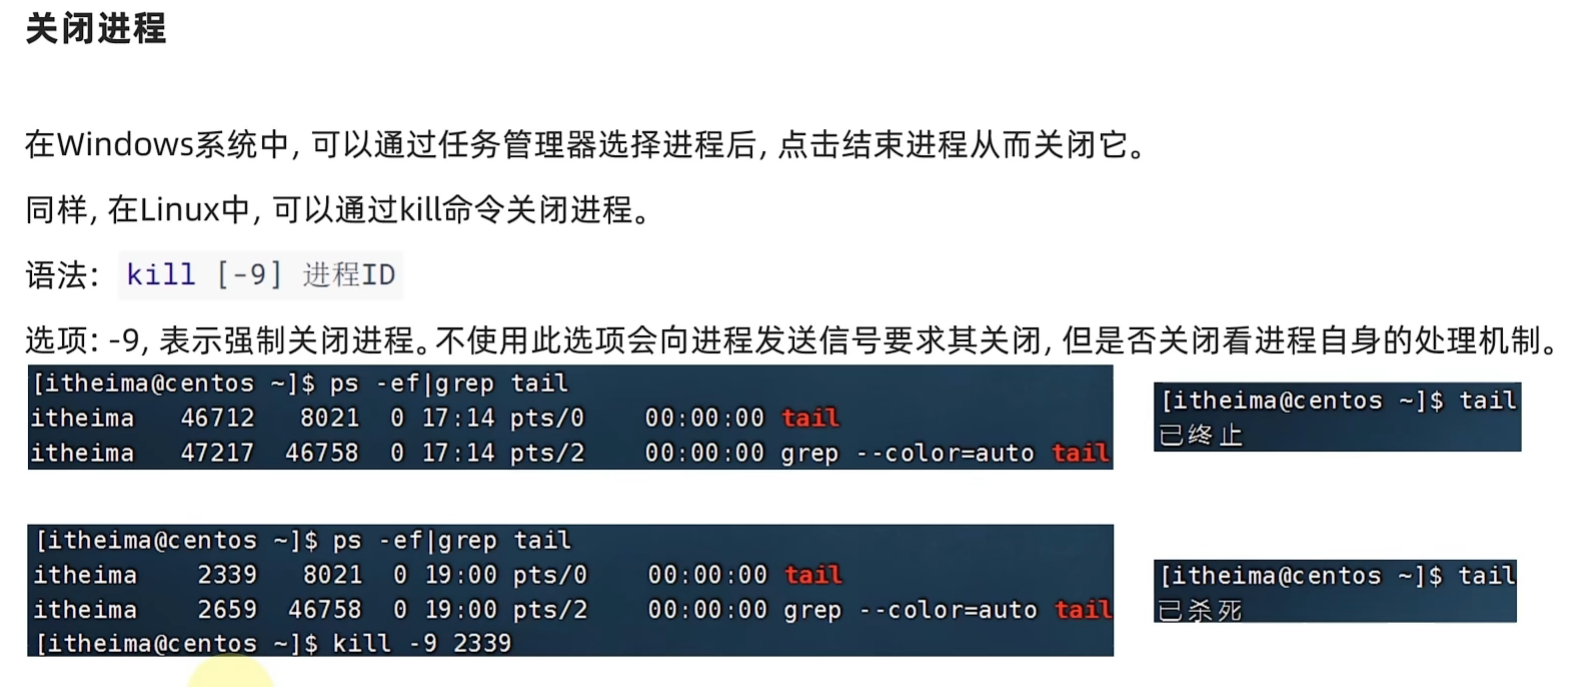 关闭进程
在Windows系统中, 可以通过任务管理器选择进程后, 点击结束进程从而关闭它。
同样, 在Linux中, 可以通过kill命令关闭进程。
语法: kill [-9] 进程ID
选项: -9, 表示强制关闭进程。不使用此选项会向进程发送信号要求其关闭, 但是否关闭看进程自身的处理机制。
[itheima@centos ~]$ ps -ef|grep tail
itheima 46712 8021 0 17:14 pts/0 00:00:00 tail
itheima 47217 46758 0 17:14 pts/2 00:00:00 grep --color=auto tail
[itheima@centos ~]$ tail
已终止
[itheima@centos ~]$ ps -ef|grep tail
itheima 2339 8021 0 19:00 pts/0 00:00:00 tail
itheima 2659 46758 0 19:00 pts/2 00:00:00 grep --color=auto tail
[itheima@centos ~]$ kill -9 2339
[itheima@centos ~]$ tail
已杀死